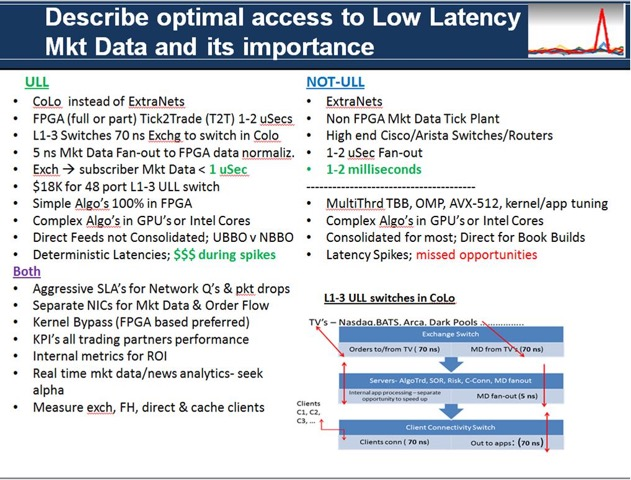 Describe optimal access to Low Latency
Mkt Data and its importance
ULL
• CoLo instead of ExtraNets
• FPGA (full or part) Tick2Trade (T2T) 1-2 uSecs
• L1-3 Switches 70 ns Exchg to switch in Colo
• 5 ns Mkt Data Fan-out to FPGA data normaliz.
• Exch → subscriber Mkt Data < 1 uSec
• $18K for 48 port L1-3 ULL switch
• Simple Algo's 100% in FPGA
• Complex Algo's in GPU's or Intel Cores
• Direct Feeds not Consolidated; UBBO v NBBO
• Deterministic Latencies; $$$ during spikes
Both
• Aggressive SLA's for Network Q's & pkt drops
• Separate NICs for Mkt Data & Order Flow
• Kernel Bypass (FPGA based preferred)
• KPI's all trading partners performance
• Internal metrics for ROI
• Real time mkt data/news analytics- seek
alpha
• Measure exch, FH, direct & cache clients
NOT-ULL
• ExtraNets
• Non FPGA Mkt Data Tick Plant
• High end Cisco/Arista Switches/Routers
• 1-2 uSec Fan-out
• 1-2 milliseconds
---------------------------------------
• MultiThrd TBB, OMP, AVX-512, kernel/app tuning
• Complex Algo's in GPU's or Intel Cores
• Consolidated for most; Direct for Book Builds
• Latency Spikes; missed opportunities
L1-3 ULL switches in CoLo
TV's – Nasdaq.BATS, Arca, Dark Pools ...............
Exchange Switch
Orders to/from TV ( 70 ns)
MD from TV's (70 ns)
Servers- AlgoTrd, SOR, Risk, C-Conn, MD fanout
Internal app processing – separate
opportunity to speed up
MD fan-out (5 ns)
Clients
C1, C2,
C3, ...
Client Connectivity Switch
Clients conn ( 70 ns)
Out to apps: (70 ns)